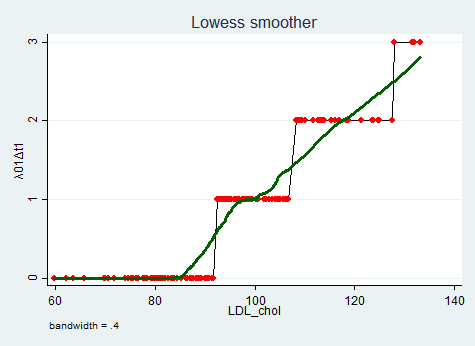 Lowess smoother
3
2
1
0
λ01Δt1
60
80
100
120
140
LDL_chol
bandwidth = .4